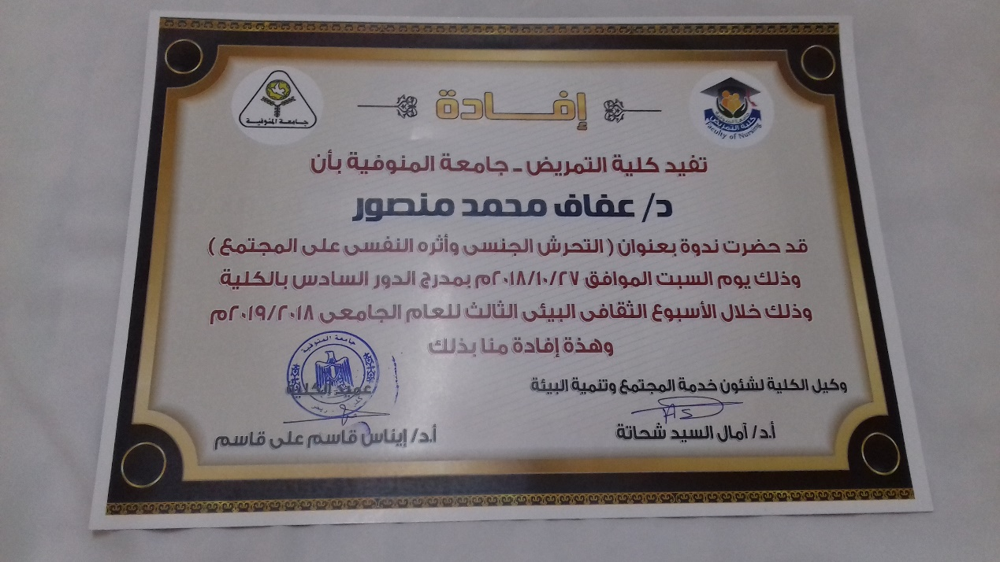 إفادة
جامعة المنوفية
كلية التمريض
Faculty of Nursing
تفيد كلية التمريض - جامعة المنوفية بأن
د/ عفاف محمد منصور
قد حضرت ندوة بعنوان ( التحرش الجنسى وأثره النفسى على المجتمع )
وذلك يوم السبت الموافق ٢٠١٨/١٠/٢٧م بمدرج الدور السادس بالكلية
وذلك خلال الأسبوع الثقافى البيئى الثالث للعام الجامعى ٢٠١٩/٢٠١٨م
وهذة إفادة منا بذلك
وكيل الكلية لشئون خدمة المجتمع وتنمية البيئة
أ.د/ آمال السيد شحاتة
جامعة المنوفية
عميد الكلية
أ.د/ إيناس قاسم على قاسم